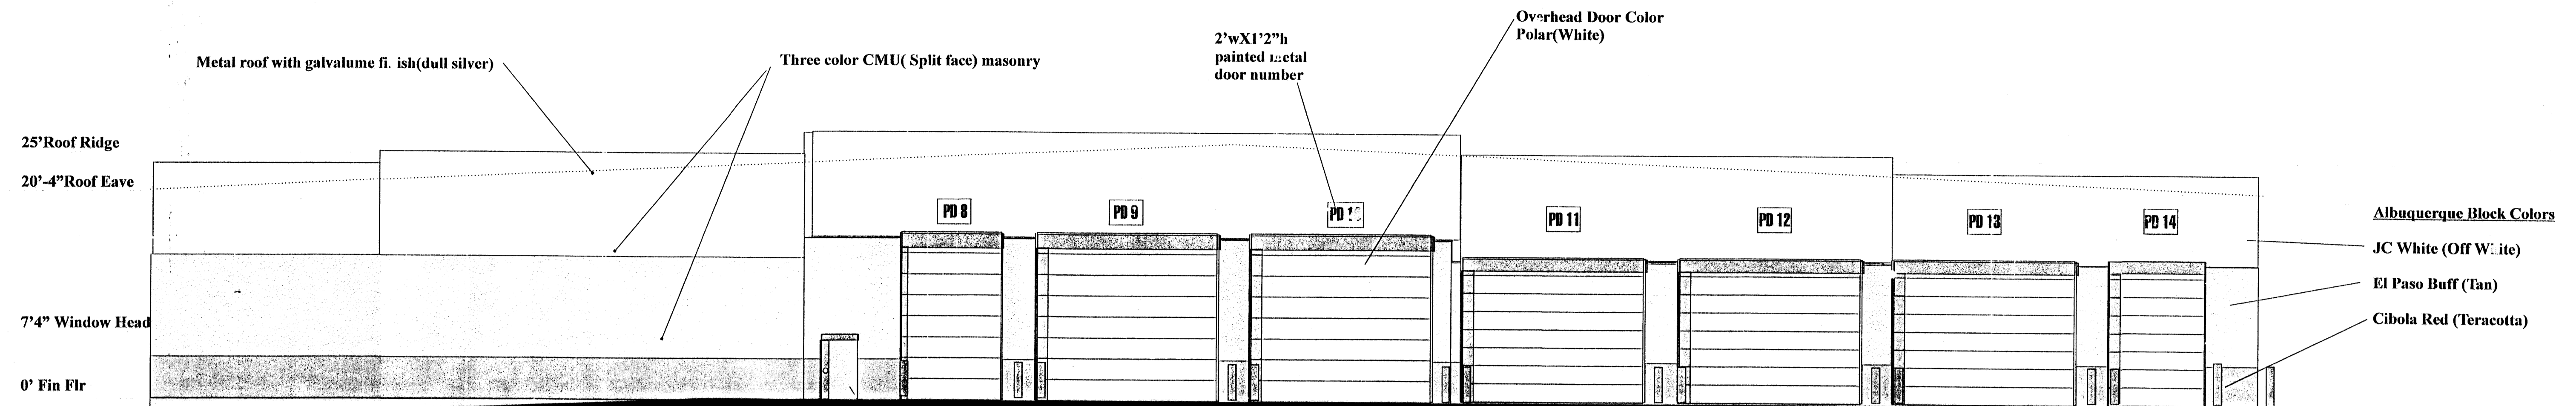 Overhead Door Color
Polar(White)
2'wX1'2"h
painted metal
door number
Metal roof with galvalume fi. ish(dull silver)
Three color CMU( Split face) masonry
25'Roof Ridge
20'-4"Roof Eave
7'4" Window Head
0' Fin Flr
PD 8
PD 9
PD 10
PD 11
PD 12
PD 13
PD 14
Albuquerque Block Colors
JC White (Off White)
El Paso Buff (Tan)
Cibola Red (Teracotta)